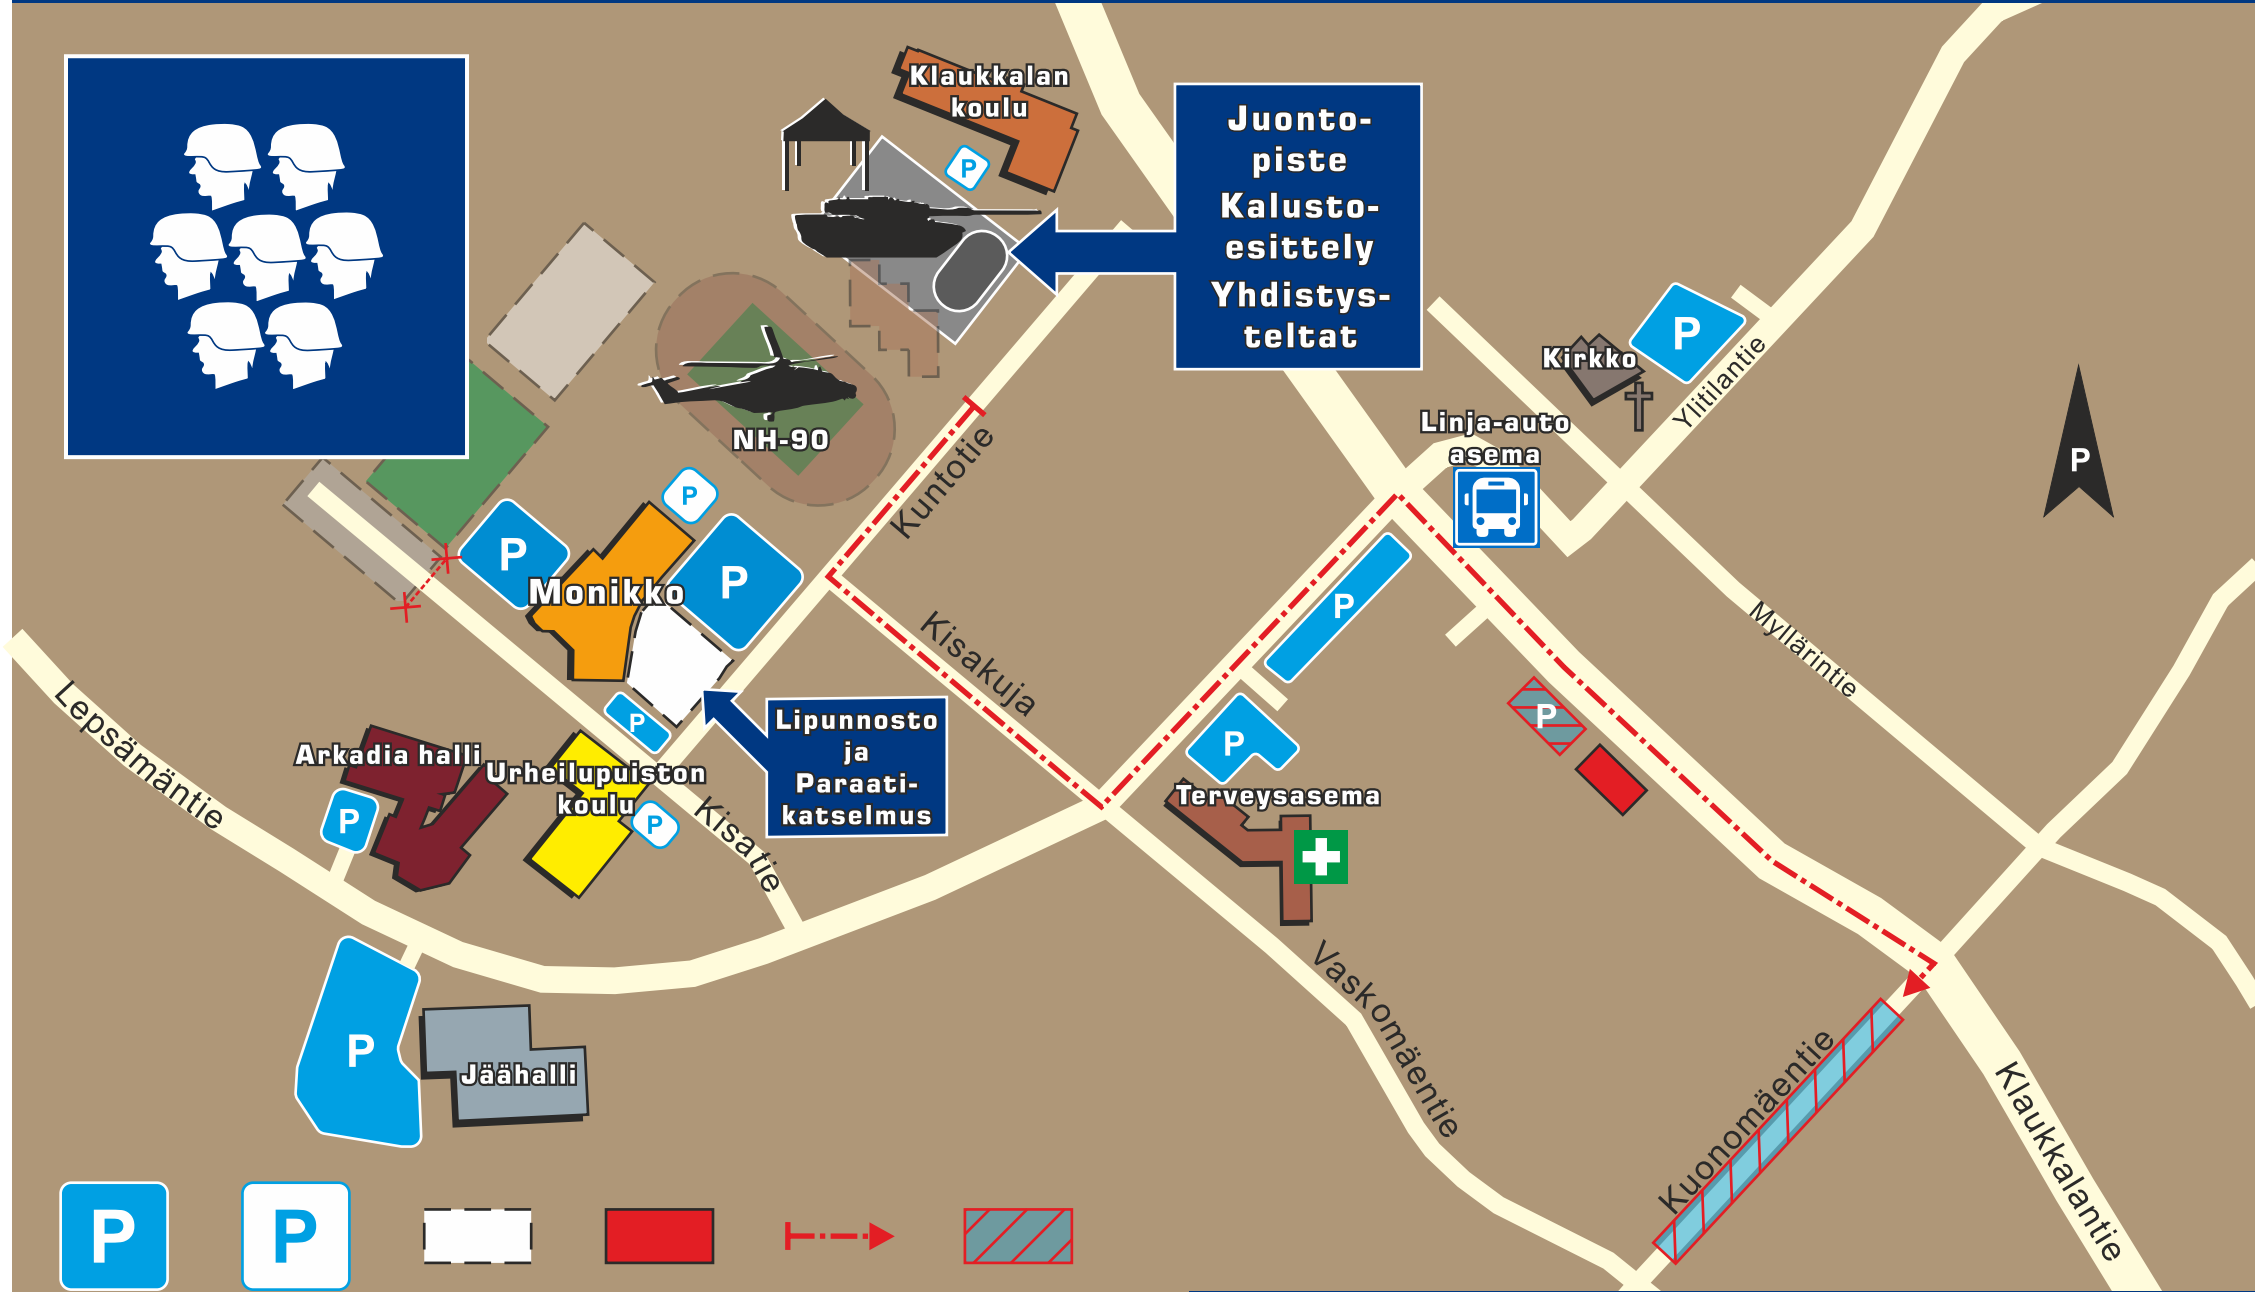 Klaukkalan
koulu
P
Juonto-
piste
Kalusto-
esittely
Yhdistys-
teltat
P
Kirkko
Ylitilantie
Linja-auto
asema
P
NH-90
Kuntotie
P
P
P
Monikko
P
Kisakuja
Myllärintie
P
Lepsämäntie
Lipunnosto
ja
Paraati-
katselmus
P
P
P
Arkadia halli
Urheilupuiston
koulu
P
P
Kisatie
Terveysasema
Vaskomäentie
P
Jäähalli
Kuonomäentie
Klaukkalantie
P
P